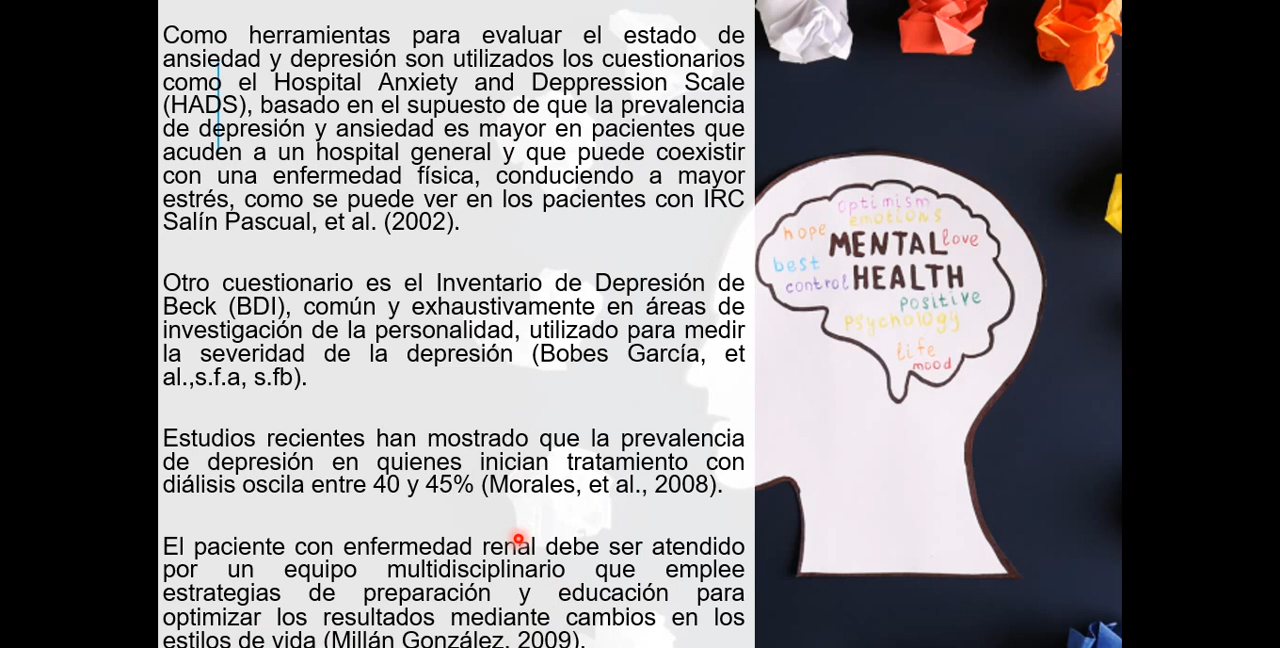 Como herramientas para evaluar el estado de
ansiedad y depresión son utilizados los cuestionarios
como el Hospital Anxiety and Deppression Scale
(HADS), basado en el supuesto de que la prevalencia
de depresión y ansiedad es mayor en pacientes que
acuden a un hospital general y que puede coexistir
con una enfermedad física, conduciendo a mayor
estrés, como se puede ver en los pacientes con IRC
Salín Pascual, et al. (2002).
Otro cuestionario es el Inventario de Depresión de
Beck (BDI), común y exhaustivamente en áreas de
investigación de la personalidad, utilizado para medir
la severidad de la depresión (Bobes García, et
al.,s.f.a, s.fb).
Estudios recientes han mostrado que la prevalencia
de depresión en quienes inician tratamiento con
diálisis oscila entre 40 y 45% (Morales, et al., 2008).
El paciente con enfermedad renal debe ser atendido
por un equipo multidisciplinario que emplee
estrategias de preparación y educación para
optimizar los resultados mediante cambios en los
estilos de vida (Millán González, 2009).
optimism
emotions
hope MENTAL love
best
control HEALTH
positive
psychology
life
mood